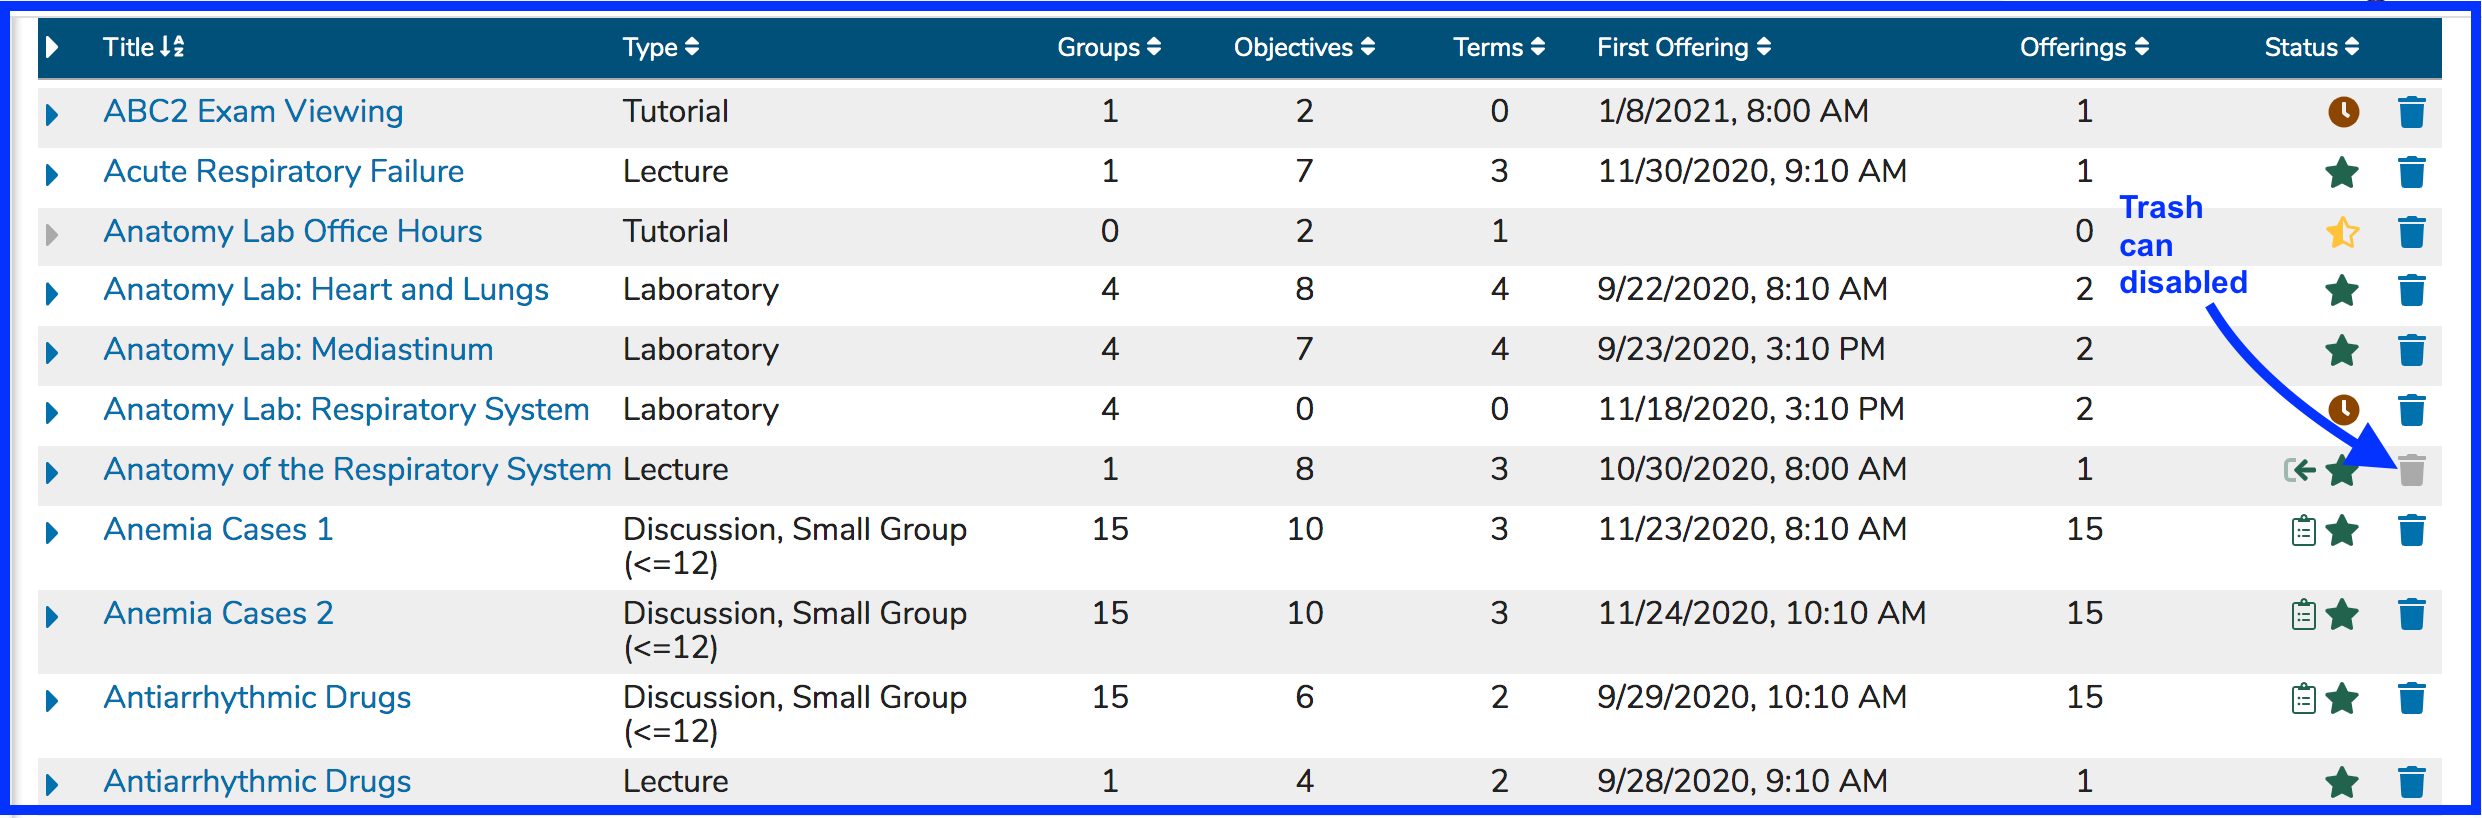 Title Type Groups Objectives Terms First Offering Offerings Status
ABC2 Exam Viewing Tutorial 1 2 0 1/8/2021, 8:00 AM 1
Acute Respiratory Failure Lecture 1 7 3 11/30/2020, 9:10 AM 1
Trash
can
disabled
Anatomy Lab Office Hours Tutorial 0 2 1 0
Anatomy Lab: Heart and Lungs Laboratory 4 8 4 9/22/2020, 8:10 AM 2
Anatomy Lab: Mediastinum Laboratory 4 7 4 9/23/2020, 3:10 PM 2
Anatomy Lab: Respiratory System Laboratory 4 0 0 11/18/2020, 3:10 PM 2
Anatomy of the Respiratory System Lecture 1 8 3 10/30/2020, 8:00 AM 1
Anemia Cases 1 Discussion, Small Group 15 10 3 11/23/2020, 8:10 AM 15
(<=12)
Anemia Cases 2 Discussion, Small Group 15 10 3 11/24/2020, 10:10 AM 15
(<=12)
Antiarrhythmic Drugs Discussion, Small Group 15 6 2 9/29/2020, 10:10 AM 15
(<=12)
Antiarrhythmic Drugs Lecture 1 4 2 9/28/2020, 9:10 AM 1